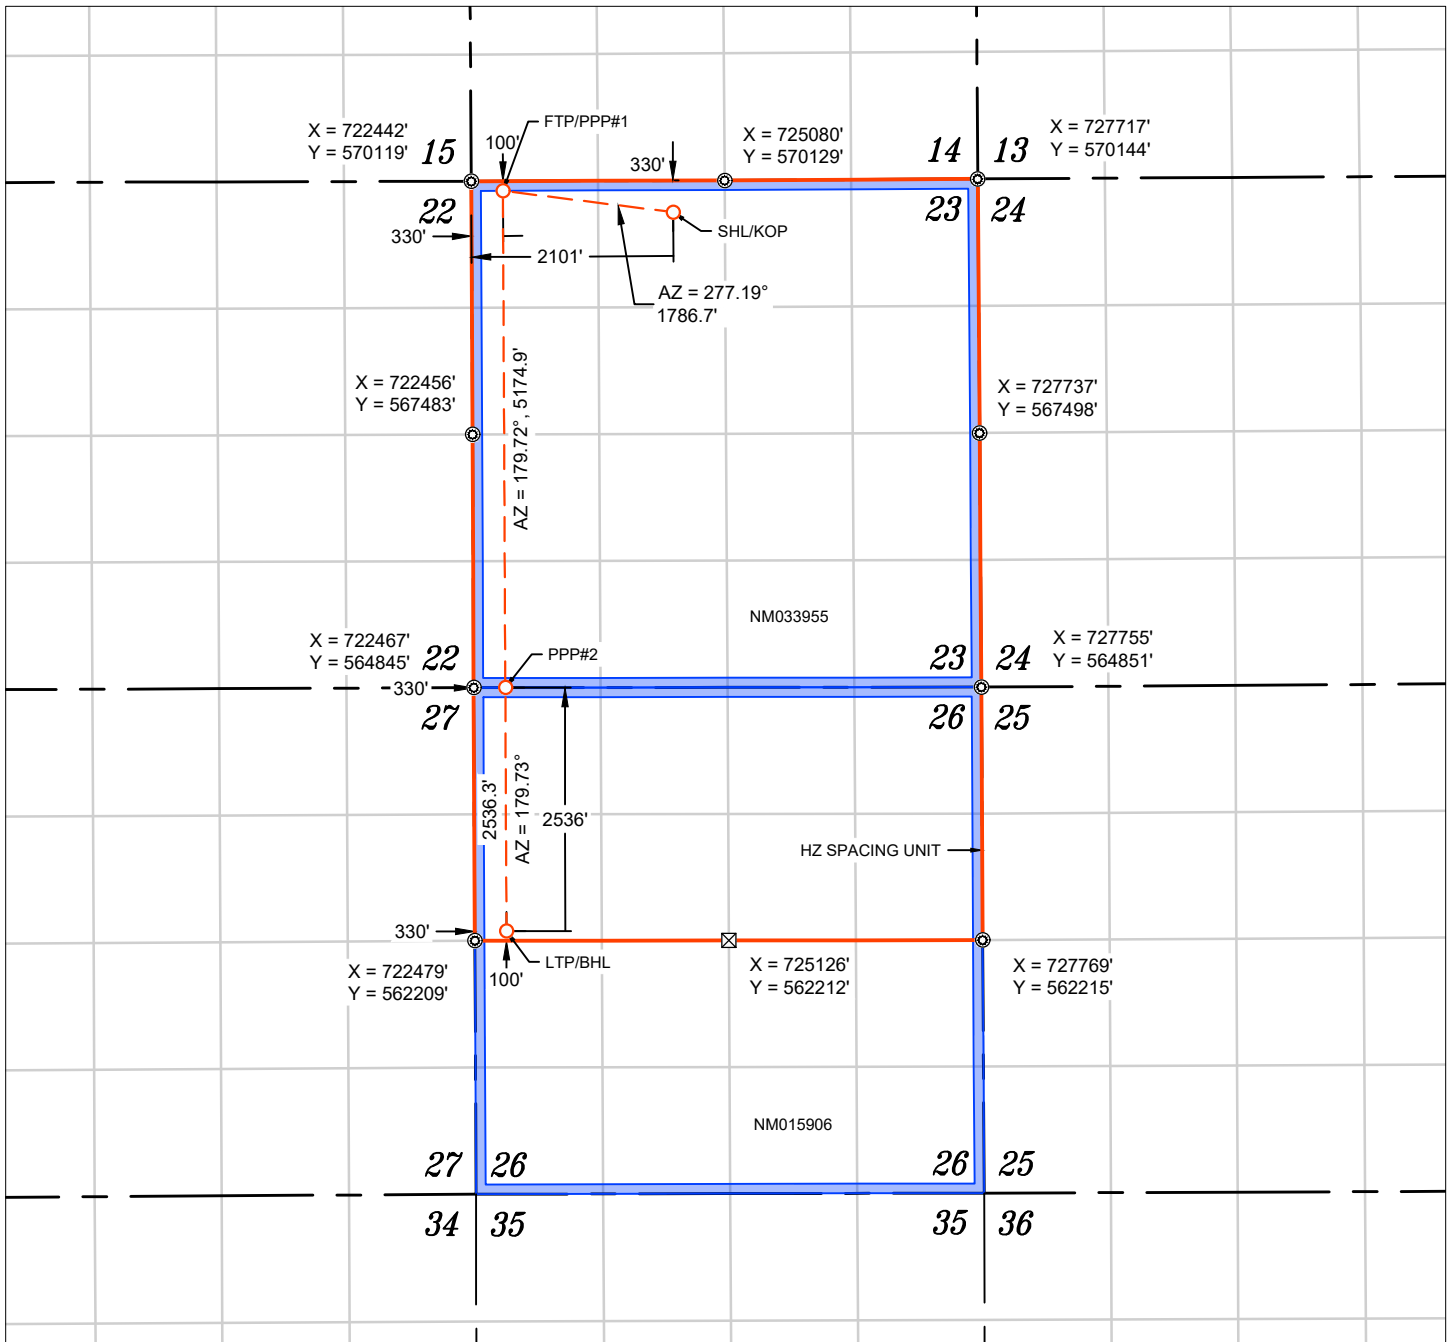 X = 722442'
Y = 570119'
15
100'
FTP/PPP#1
330'
X = 725080'
Y = 570129'
14
13
X = 727717'
Y = 570144'
22
23
24
330'
SHL/KOP
2101'
AZ = 277.19°
1786.7'
AZ = 179.72°, 5174.9'
X = 722456'
Y = 567483'
X = 727737'
Y = 567498'
NM033955
X = 722467'
Y = 564845'
22
PPP#2
23
24
X = 727755'
Y = 564851'
330'
27
26
25
2536.3'
AZ = 179.73°
2536'
HZ SPACING UNIT
330'
LTP/BHL
100'
X = 722479'
Y = 562209'
X = 725126'
Y = 562212'
X = 727769'
Y = 562215'
NM015906
27
26
26
25
34
35
35
36